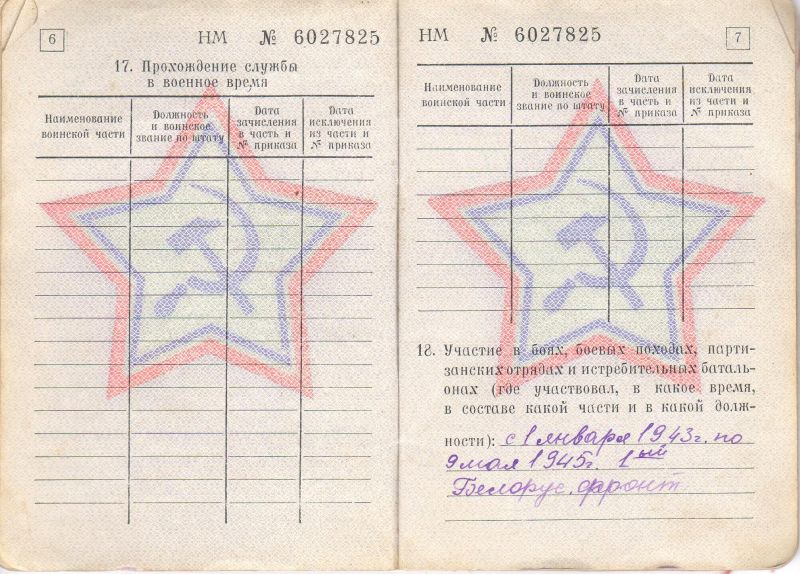 6
НМ № 6027825
17. Прохождение службы
в военное время
Наименование
воинской части
Должность
и воинское
звание по штату
Дата
зачисления
в часть и
№ приказа
Дата
исключения
из части и
№ приказа
НМ № 6027825
7
Наименование
воинской части
Должность
и воинское
звание по штату
Дата
зачисления
в часть и
№ приказа
Дата
исключения
из части и
№ приказа
18. Участие в боях, боевых походах, парти-
занских отрядах и истребительных баталь-
онах (где участвовал, в какое время,
в составе какой части и в какой долж-
ности): с 1 января 1943г. по
9 мая 1945г. 1ый
Белорус. фронт